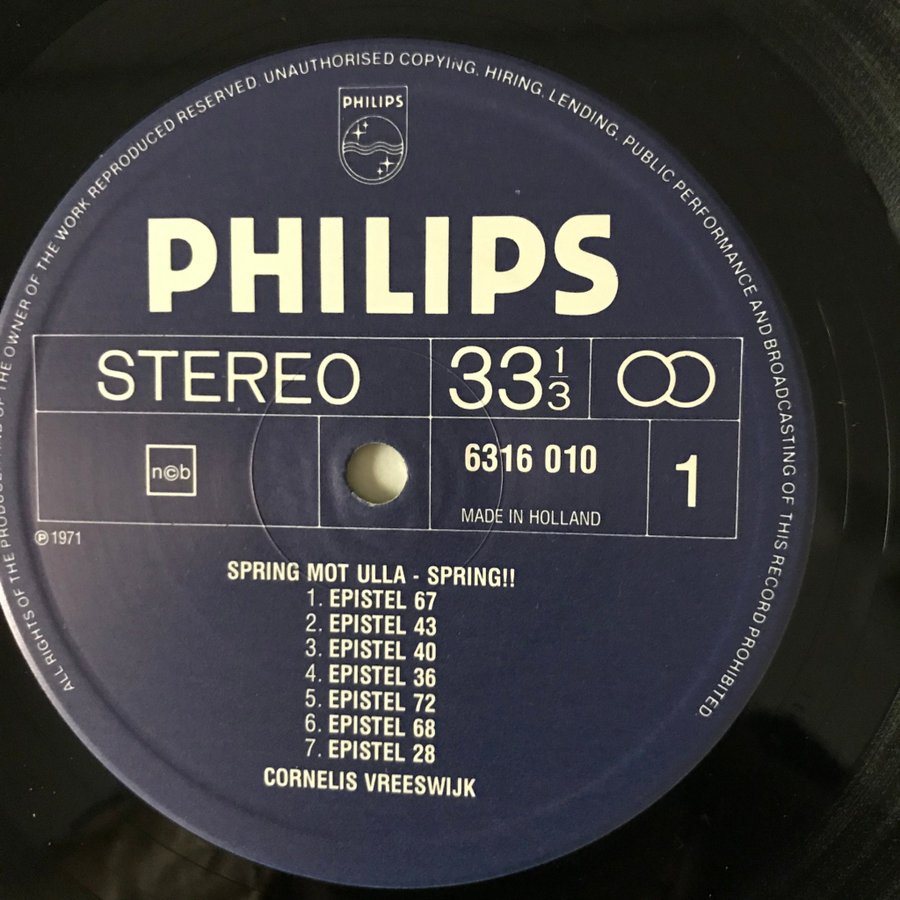 ALL RIGHTS OF THE PRODUCER AND OF THE OWNER OF THE WORK REPRODUCED RESERVED. UNAUTHORISED COPYING, HIRING, LENDING, PUBLIC PERFORMANCE AND BROADCASTING OF THIS RECORD PROHIBITED.
PHILIPS
PHILIPS
STEREO 33 1/3
n©b 6316 010 1
MADE IN HOLLAND
℗ 1971
SPRING MOT ULLA - SPRING!!
1. EPISTEL 67
2. EPISTEL 43
3. EPISTEL 40
4. EPISTEL 36
5. EPISTEL 72
6. EPISTEL 68
7. EPISTEL 28
CORNELIS VREESWIJK